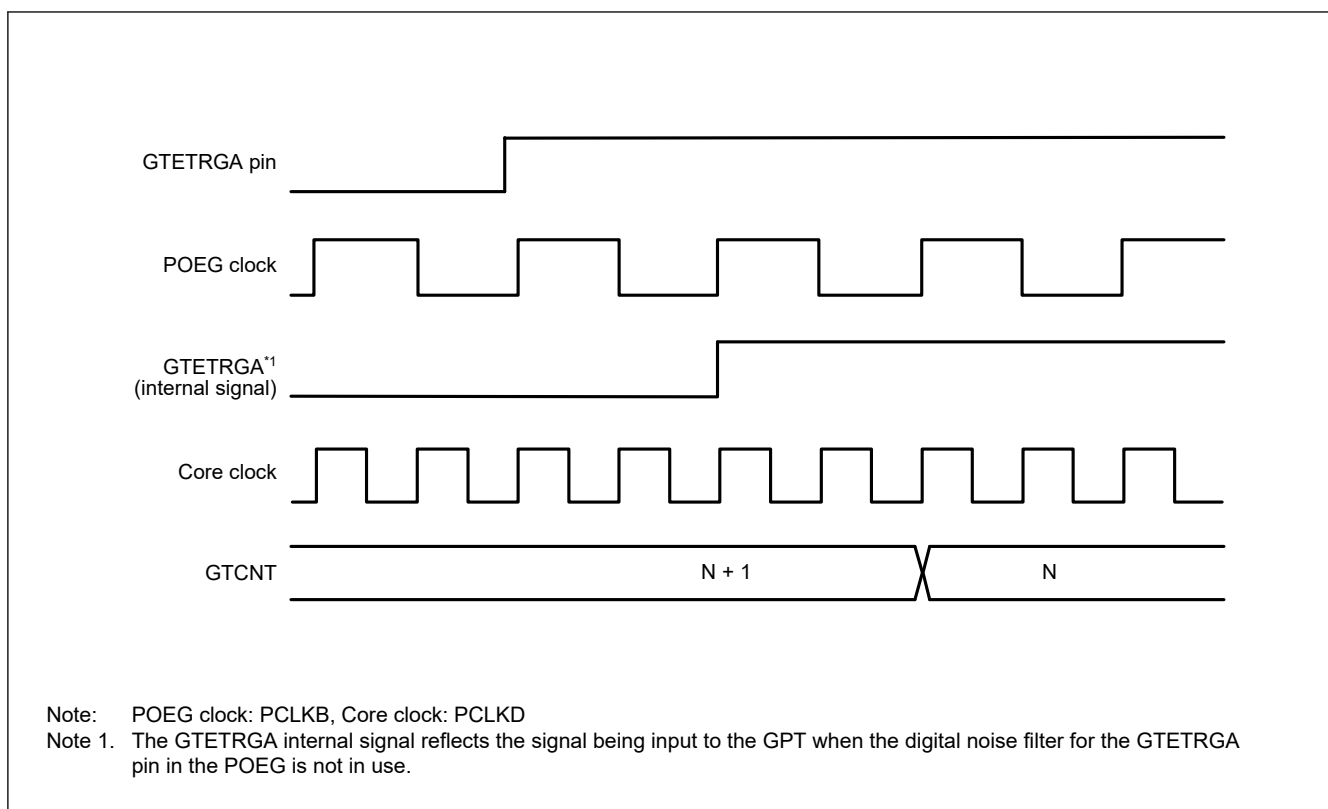 GTETRGA pin
POEG clock
GTETRGA*1
(internal signal)
Core clock
GTCNT
N + 1
N
Note: POEG clock: PCLKB, Core clock: PCLKD
Note 1. The GTETRGA internal signal reflects the signal being input to the GPT when the digital noise filter for the GTETRGA
pin in the POEG is not in use.